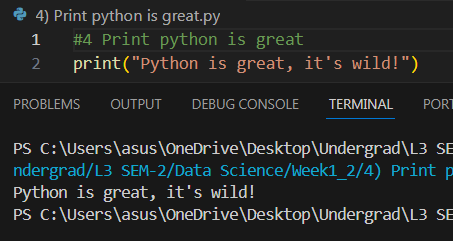 4) Print python is great.py
1 #4 Print python is great
2 print("Python is great, it's wild!")
PROBLEMS OUTPUT DEBUG CONSOLE TERMINAL POR
PS C:\Users\asus\OneDrive\Desktop\Undergrad\L3 SE
ndergrad/L3 SEM-2/Data Science/Week1_2/4) Print p
Python is great, it's wild!
PS C:\Users\asus\OneDrive\Desktop\Undergrad\L3 SE